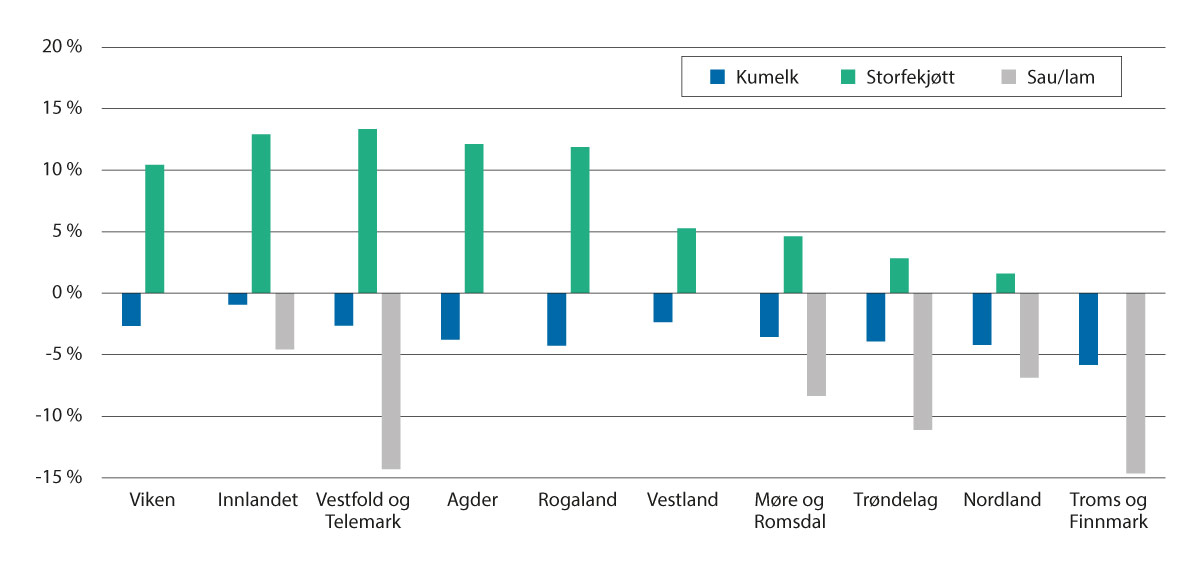 20 %
Kumelk Storfekjøtt Sau/lam
15 %
10 %
5 %
0 %
-5 %
-10 %
-15 %
Viken Innlandet Vestfold og Agder Rogaland Vestland Møre og Trøndelag Nordland Troms og
Telemark Romsdal Finnmark